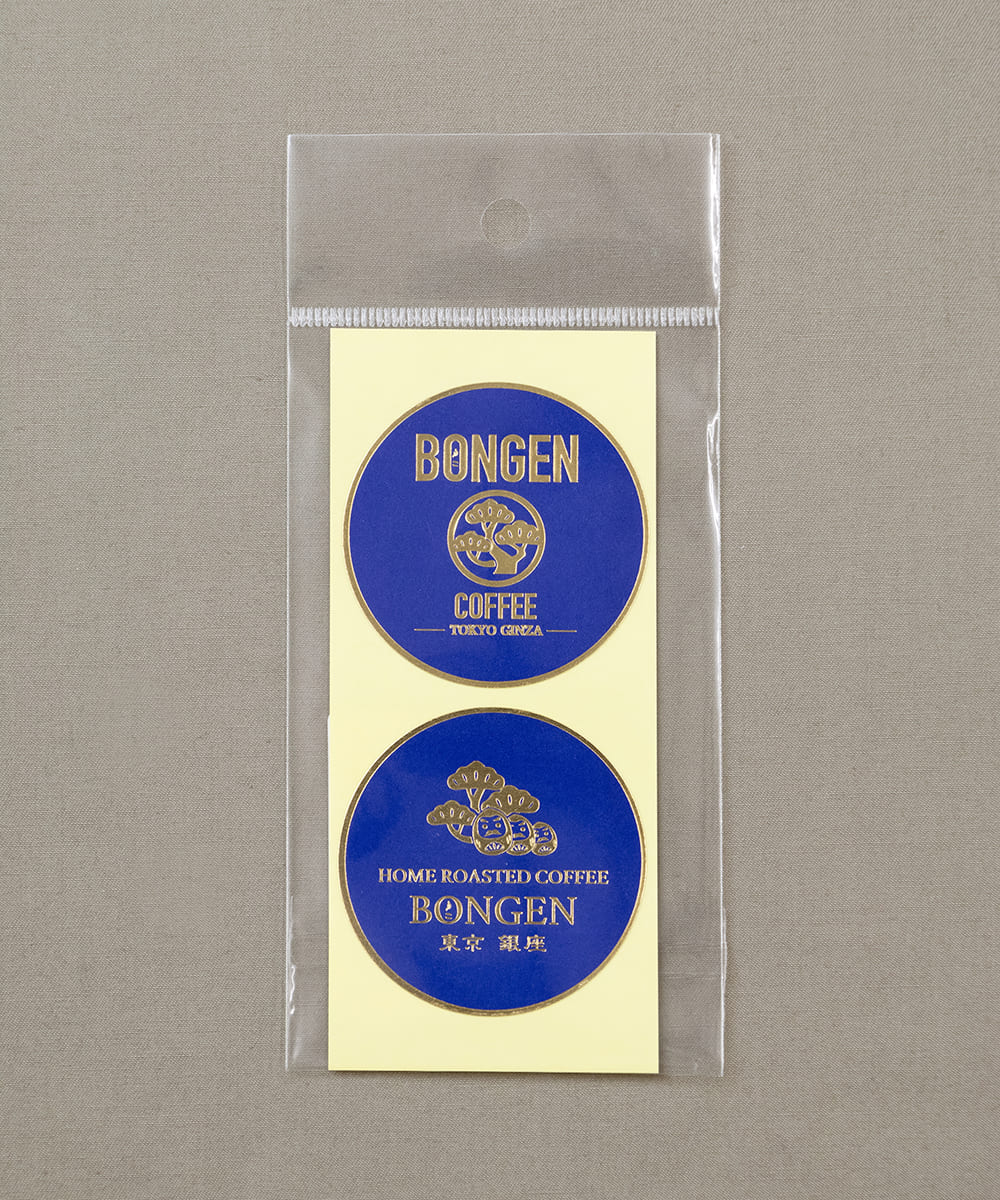 BONGEN
COFFEE
TOKYO GINZA
HOME ROASTED COFFEE
BONGEN
東京 銀座